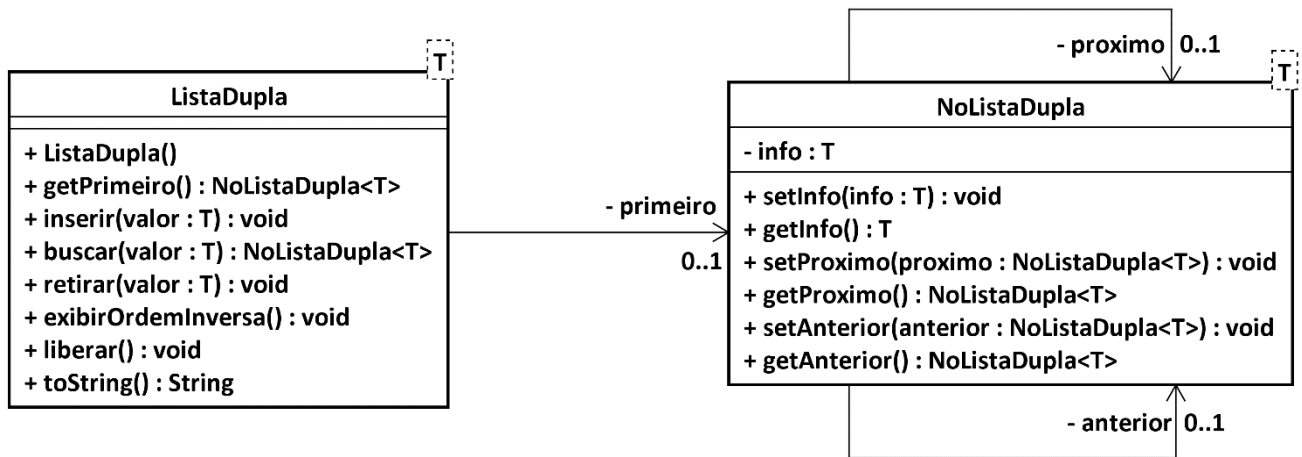 T
ListaDupla
+ ListaDupla()
+ getPrimeiro() : NoListaDupla<T>
+ inserir(valor : T) : void
+ buscar(valor : T) : NoListaDupla<T>
+ retirar(valor : T) : void
+ exibirOrdemInversa() : void
+ liberar() : void
+ toString() : String
- primeiro
0..1
- proximo 0..1
T
NoListaDupla
- info : T
+ setInfo(info : T) : void
+ getInfo() : T
+ setProximo(proximo : NoListaDupla<T>) : void
+ getProximo() : NoListaDupla<T>
+ setAnterior(anterior : NoListaDupla<T>) : void
+ getAnterior() : NoListaDupla<T>
- anterior 0..1